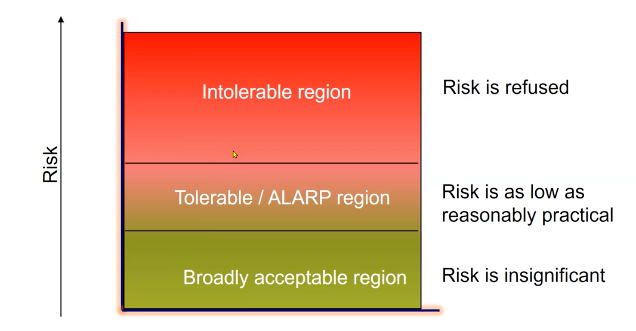 Risk
Intolerable region
Risk is refused
Tolerable / ALARP region
Risk is as low as
reasonably practical
Broadly acceptable region
Risk is insignificant